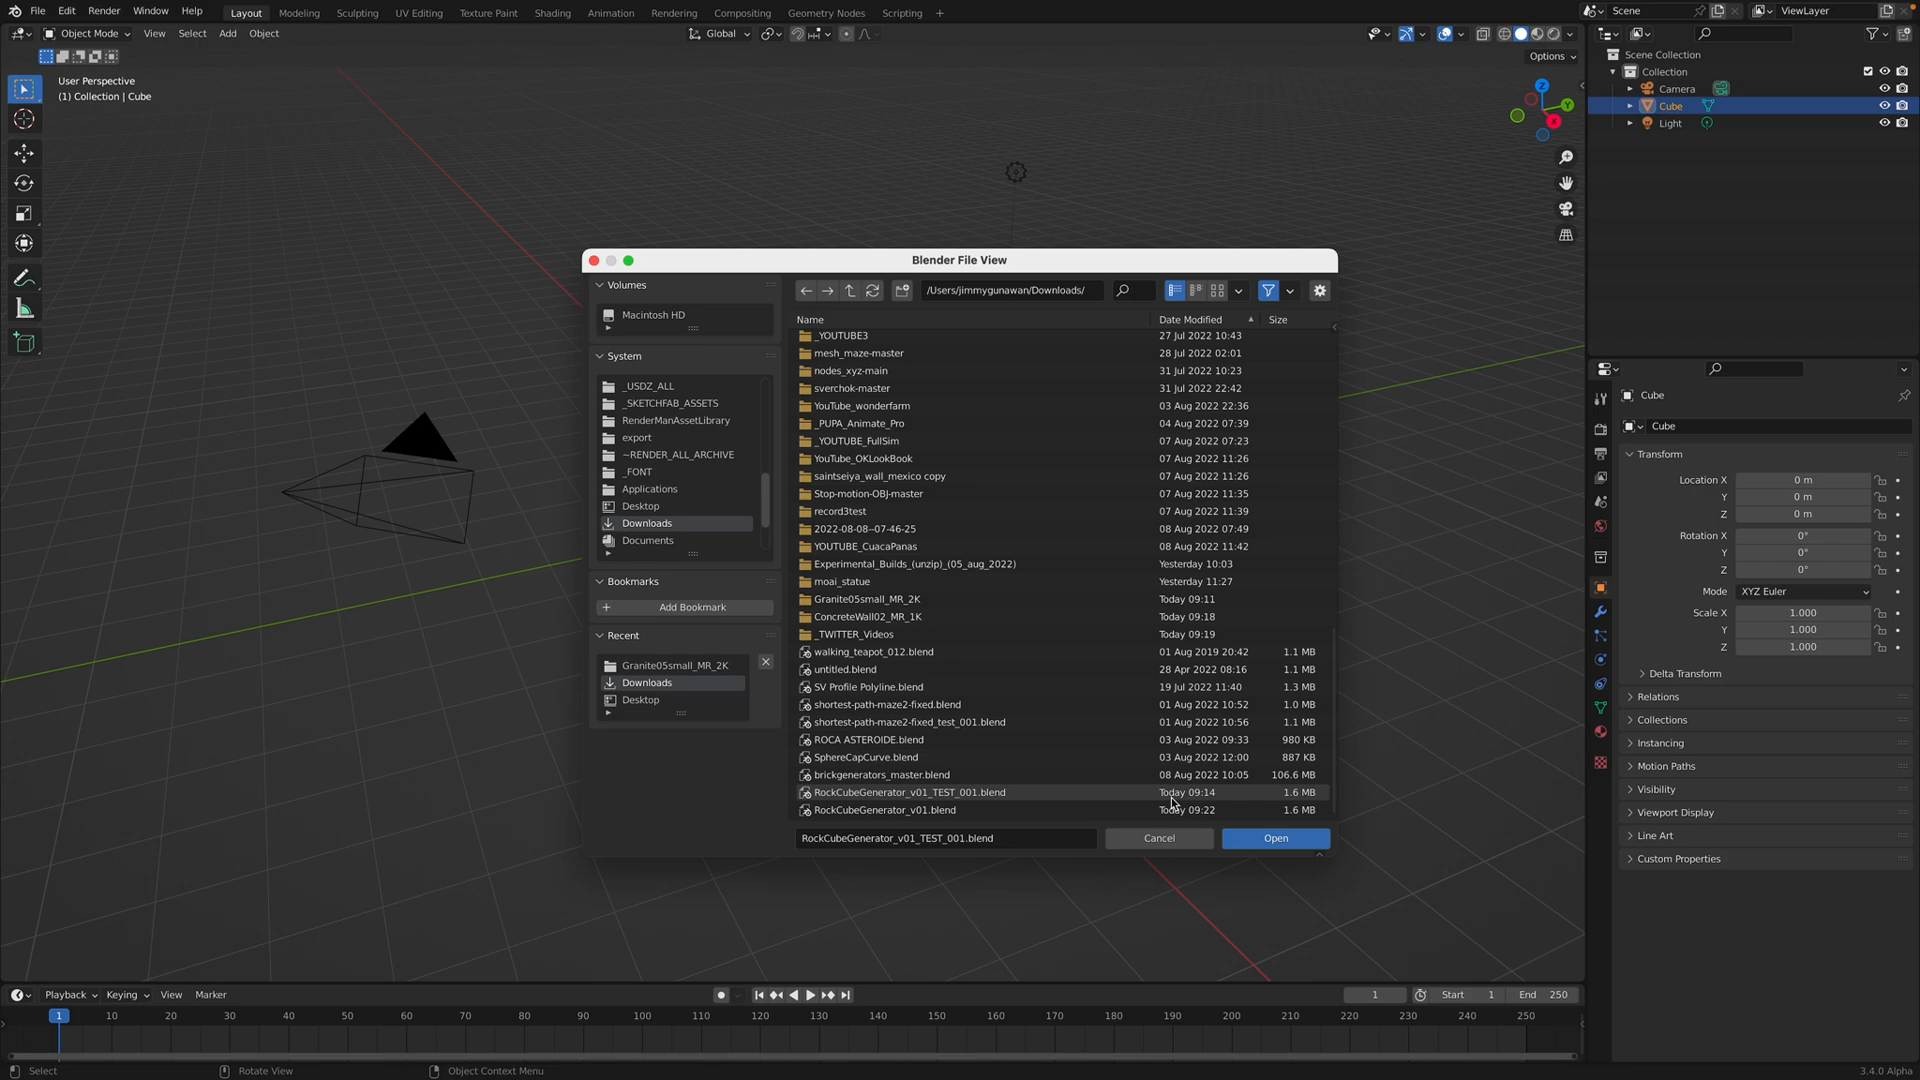 File Edit Render Window Help Layout Modeling Sculpting UV Editing Texture Paint Shading Animation Rendering Compositing Geometry Nodes Scripting + Scene ViewLayer
Object Mode View Select Add Object Global
Options
User Perspective
(1) Collection | Cube
Z
Y
X
Scene Collection
Collection
Camera
Cube
Light
Blender File View
Volumes
Macintosh HD
System
_USDZ_ALL
_SKETCHFAB_ASSETS
RenderManAssetLibrary
export
~RENDER_ALL_ARCHIVE
_FONT
Applications
Desktop
Downloads
Documents
Bookmarks
Add Bookmark
Recent
Granite05small_MR_2K
Downloads
Desktop
/Users/jimmygunawan/Downloads/
Name Date Modified Size
_YOUTUBE3 27 Jul 2022 10:43
mesh_maze-master 28 Jul 2022 02:01
nodes_xyz-main 31 Jul 2022 10:23
sverchok-master 31 Jul 2022 22:42
YouTube_wonderfarm 03 Aug 2022 22:36
_PUPA_Animate_Pro 04 Aug 2022 07:39
_YOUTUBE_FullSim 07 Aug 2022 07:23
YouTube_OKLookBook 07 Aug 2022 11:26
saintseiya_wall_mexico copy 07 Aug 2022 11:26
Stop-motion-OBJ-master 07 Aug 2022 11:35
record3test 07 Aug 2022 11:39
2022-08-08--07-46-25 08 Aug 2022 07:49
YOUTUBE_CuacaPanas 08 Aug 2022 11:42
Experimental_Builds_(unzip)_(05_aug_2022) Yesterday 10:03
moai_statue Yesterday 11:27
Granite05small_MR_2K Today 09:11
ConcreteWall02_MR_1K Today 09:18
_TWITTER_Videos Today 09:19
walking_teapot_012.blend 01 Aug 2019 20:42 1.1 MB
untitled.blend 28 Apr 2022 08:16 1.1 MB
SV Profile Polyline.blend 19 Jul 2022 11:40 1.3 MB
shortest-path-maze2-fixed.blend 01 Aug 2022 10:52 1.0 MB
shortest-path-maze2-fixed_test_001.blend 01 Aug 2022 10:56 1.1 MB
ROCA ASTEROIDE.blend 03 Aug 2022 09:33 980 KB
SphereCapCurve.blend 03 Aug 2022 12:00 887 KB
brickgenerators_master.blend 08 Aug 2022 10:05 106.6 MB
RockCubeGenerator_v01_TEST_001.blend Today 09:14 1.6 MB
RockCubeGenerator_v01.blend Today 09:22 1.6 MB
RockCubeGenerator_v01_TEST_001.blend Cancel Open
Cube
Cube
Transform
Location X 0 m
Y 0 m
Z 0 m
Rotation X 0°
Y 0°
Z 0°
Mode XYZ Euler
Scale X 1.000
Y 1.000
Z 1.000
Delta Transform
Relations
Collections
Instancing
Motion Paths
Visibility
Viewport Display
Line Art
Custom Properties
Playback Keying View Marker 1 Start 1 End 250
1 10 20 30 40 50 60 70 80 90 100 110 120 130 140 150 160 170 180 190 200 210 220 230 240 250
Select Rotate View Object Context Menu 3.4.0 Alpha